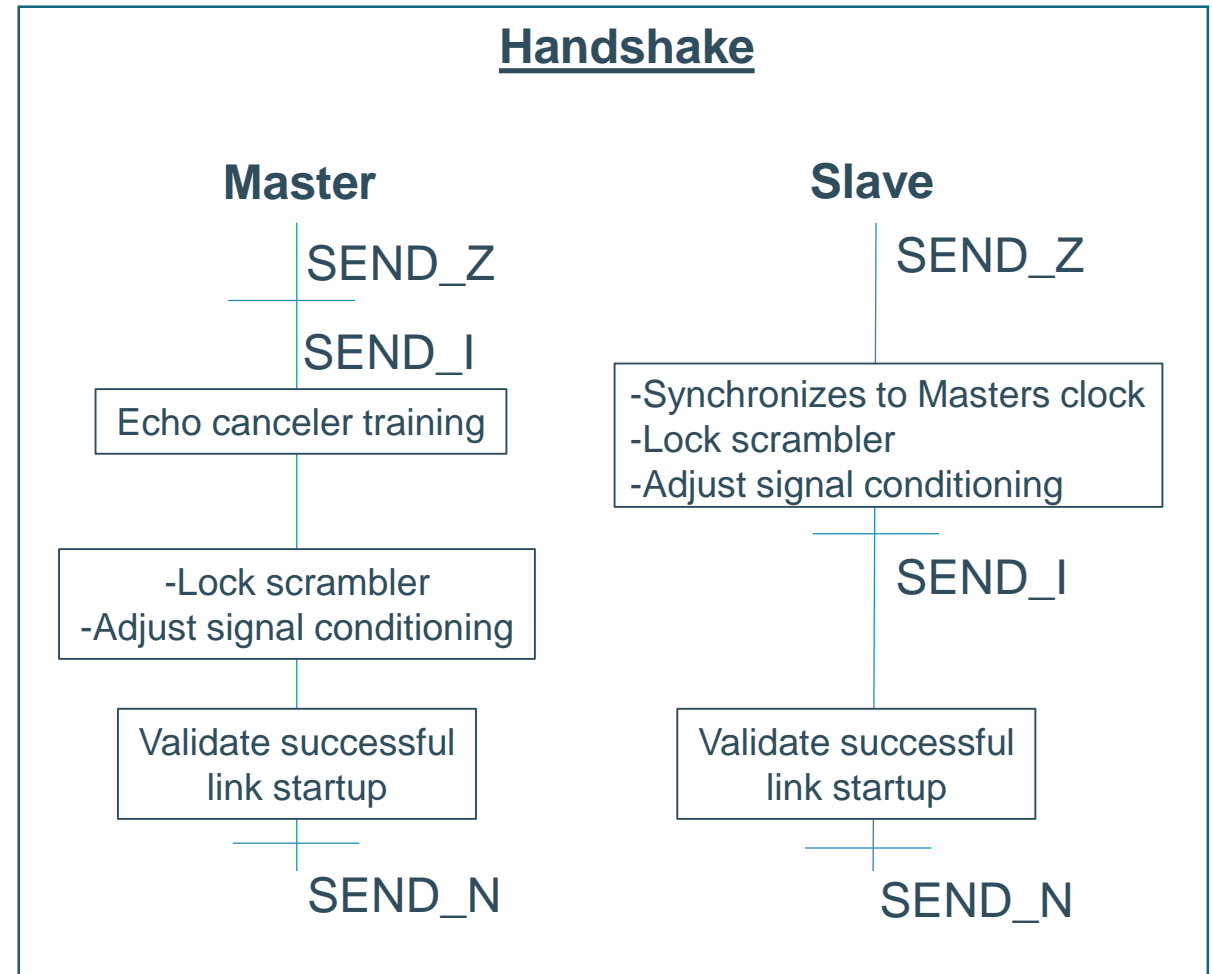 Handshake
Master
SEND_Z
SEND_I
Echo canceler training
-Lock scrambler
-Adjust signal conditioning
Validate successful
link startup
SEND_N
Slave
SEND_Z
-Synchronizes to Masters clock
-Lock scrambler
-Adjust signal conditioning
SEND_I
Validate successful
link startup
SEND_N